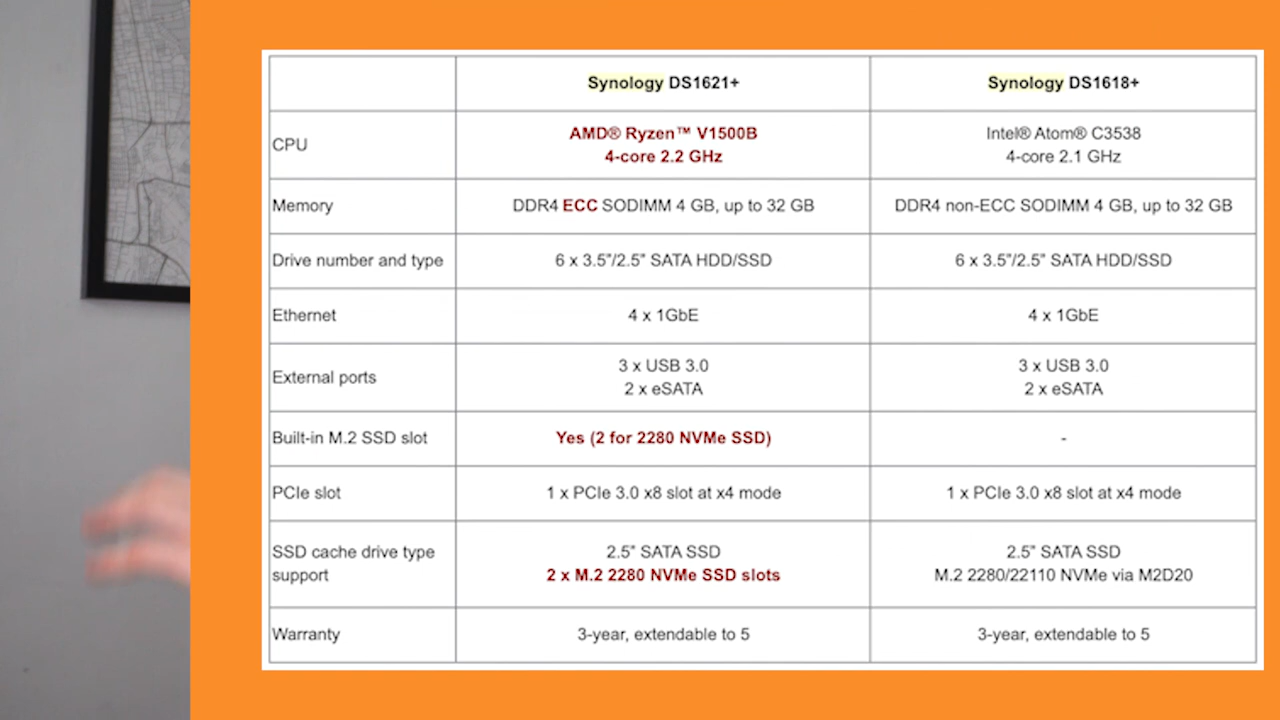 Synology DS1621+ Synology DS1618+
CPU AMD® Ryzen™ V1500B Intel® Atom® C3538
4-core 2.2 GHz 4-core 2.1 GHz
Memory DDR4 ECC SODIMM 4 GB, up to 32 GB DDR4 non-ECC SODIMM 4 GB, up to 32 GB
Drive number and type 6 x 3.5”/2.5” SATA HDD/SSD 6 x 3.5”/2.5” SATA HDD/SSD
Ethernet 4 x 1GbE 4 x 1GbE
External ports 3 x USB 3.0 3 x USB 3.0
2 x eSATA 2 x eSATA
Built-in M.2 SSD slot Yes (2 for 2280 NVMe SSD) -
PCIe slot 1 x PCIe 3.0 x8 slot at x4 mode 1 x PCIe 3.0 x8 slot at x4 mode
SSD cache drive type 2.5” SATA SSD 2.5” SATA SSD
support 2 x M.2 2280 NVMe SSD slots M.2 2280/22110 NVMe via M2D20
Warranty 3-year, extendable to 5 3-year, extendable to 5